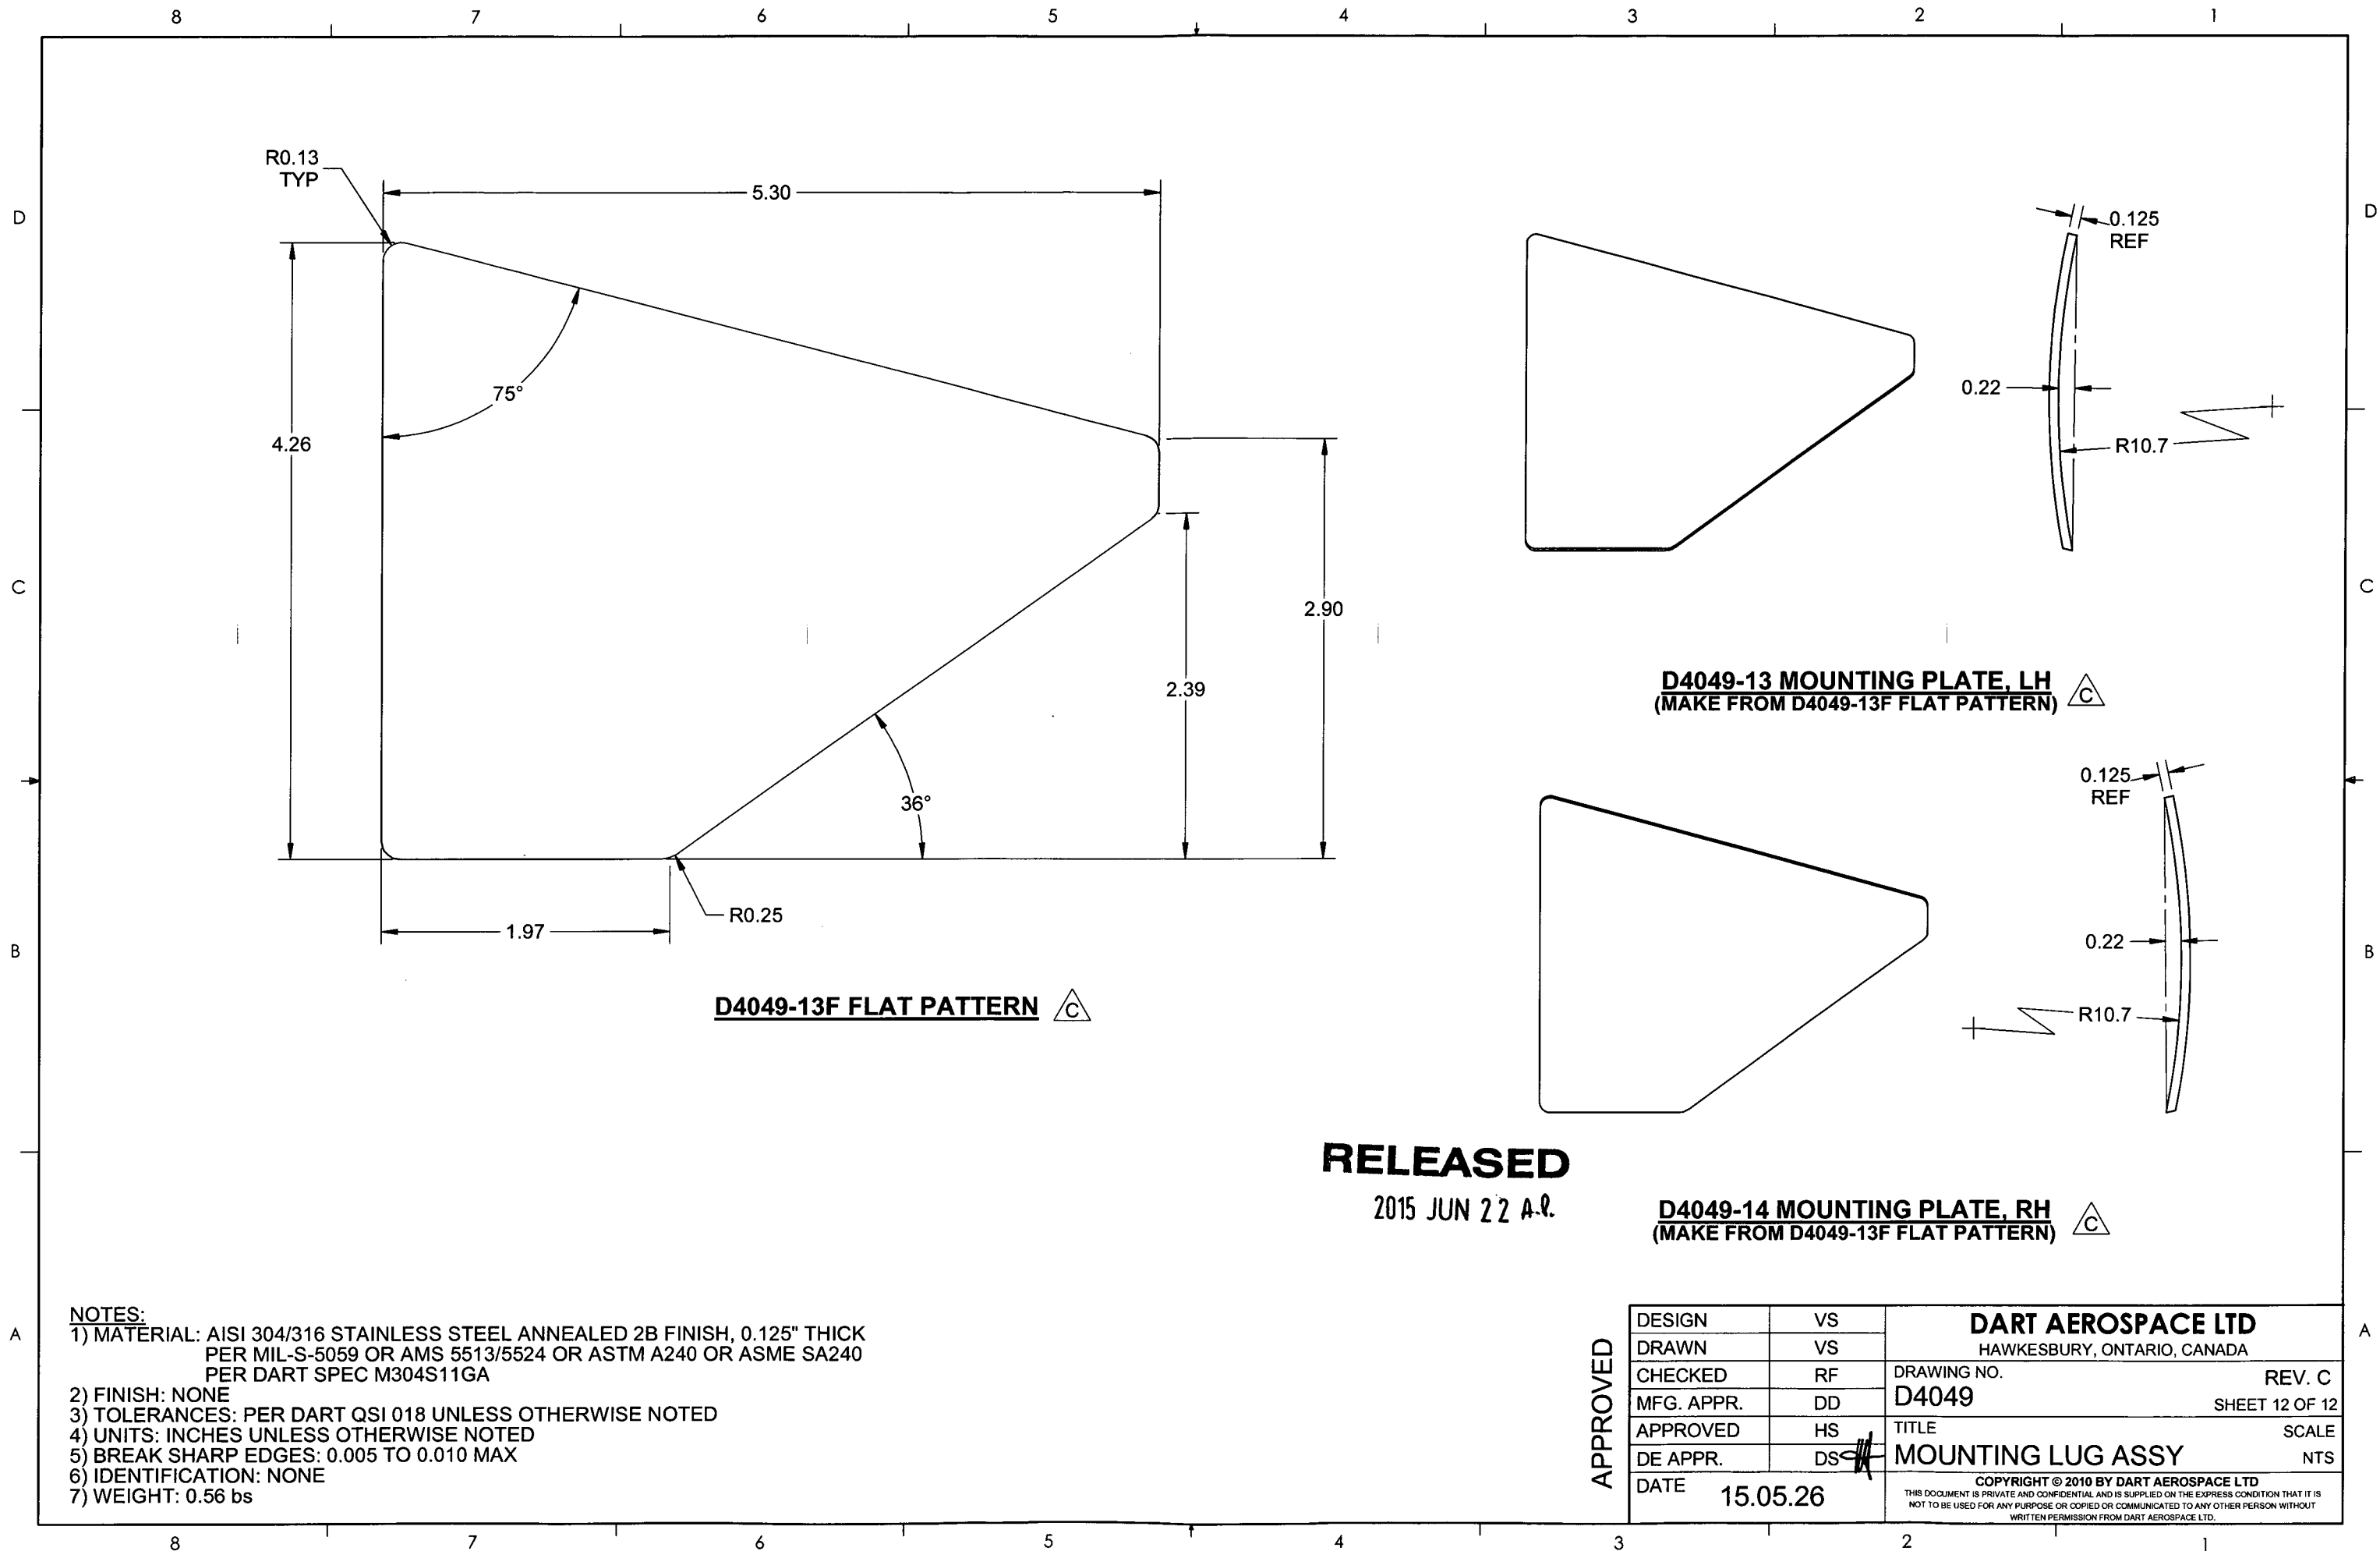 8 7 6 5 4 3 2 1
D
D
C
C
B
B
A
A
R0.13
TYP
5.30
75°
4.26
2.90
2.39
36°
R0.25
1.97
D4049-13F FLAT PATTERN C
0.125
REF
0.22
R10.7
D4049-13 MOUNTING PLATE, LH C
(MAKE FROM D4049-13F FLAT PATTERN)
0.125
REF
0.22
R10.7
D4049-14 MOUNTING PLATE, RH C
(MAKE FROM D4049-13F FLAT PATTERN)
RELEASED
2015 JUN 22 A.l.
NOTES:
1) MATERIAL: AISI 304/316 STAINLESS STEEL ANNEALED 2B FINISH, 0.125" THICK
PER MIL-S-5059 OR AMS 5513/5524 OR ASTM A240 OR ASME SA240
PER DART SPEC M304S11GA
2) FINISH: NONE
3) TOLERANCES: PER DART QSI 018 UNLESS OTHERWISE NOTED
4) UNITS: INCHES UNLESS OTHERWISE NOTED
5) BREAK SHARP EDGES: 0.005 TO 0.010 MAX
6) IDENTIFICATION: NONE
7) WEIGHT: 0.56 bs
APPROVED
DESIGN VS
DRAWN VS
CHECKED RF
MFG. APPR. DD
APPROVED HS
DE APPR. DS
DATE 15.05.26
DART AEROSPACE LTD
HAWKESBURY, ONTARIO, CANADA
DRAWING NO. REV. C
D4049 SHEET 12 OF 12
TITLE SCALE
MOUNTING LUG ASSY NTS
COPYRIGHT © 2010 BY DART AEROSPACE LTD
THIS DOCUMENT IS PRIVATE AND CONFIDENTIAL AND IS SUPPLIED ON THE EXPRESS CONDITION THAT IT IS
NOT TO BE USED FOR ANY PURPOSE OR COPIED OR COMMUNICATED TO ANY OTHER PERSON WITHOUT
WRITTEN PERMISSION FROM DART AEROSPACE LTD.
8 7 6 5 4 3 2 1